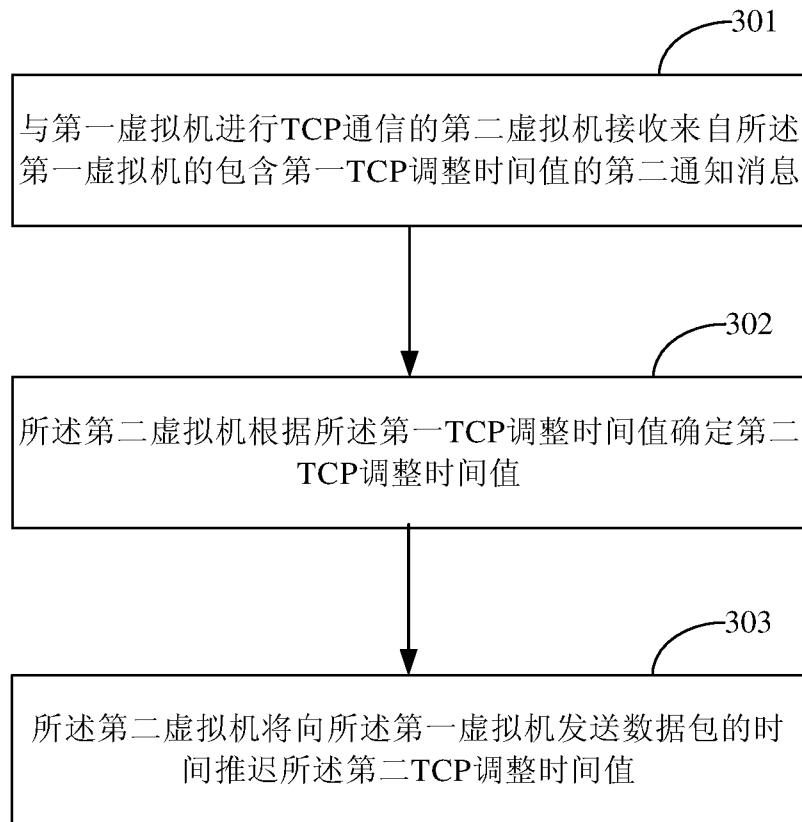 301
与第一虚拟机进行TCP通信的第二虚拟机接收来自所述
第一虚拟机的包含第一TCP调整时间值的第二通知消息
302
所述第二虚拟机根据所述第一TCP调整时间值确定第二
TCP调整时间值
303
所述第二虚拟机将向所述第一虚拟机发送数据包的时
间推迟所述第二TCP调整时间值